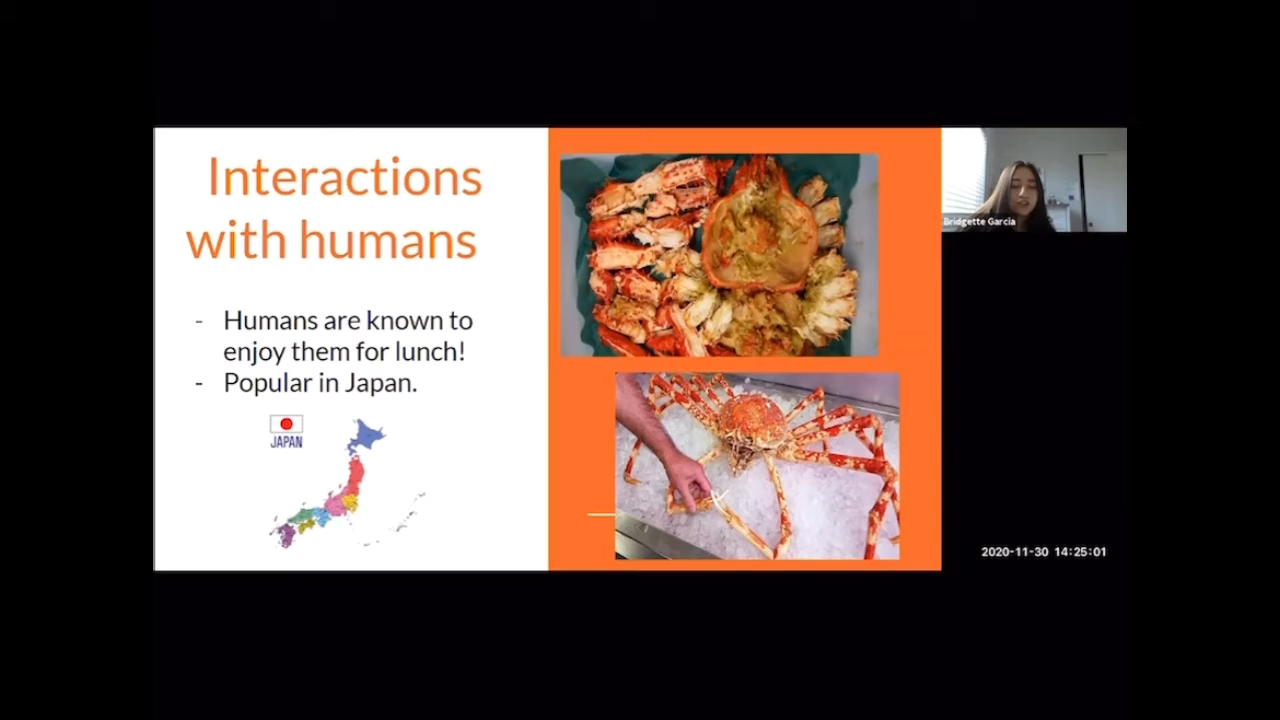 Interactions
with humans
- Humans are known to
enjoy them for lunch!
- Popular in Japan.
JAPAN
Bridgette Garcia
2020-11-30 14:25:01